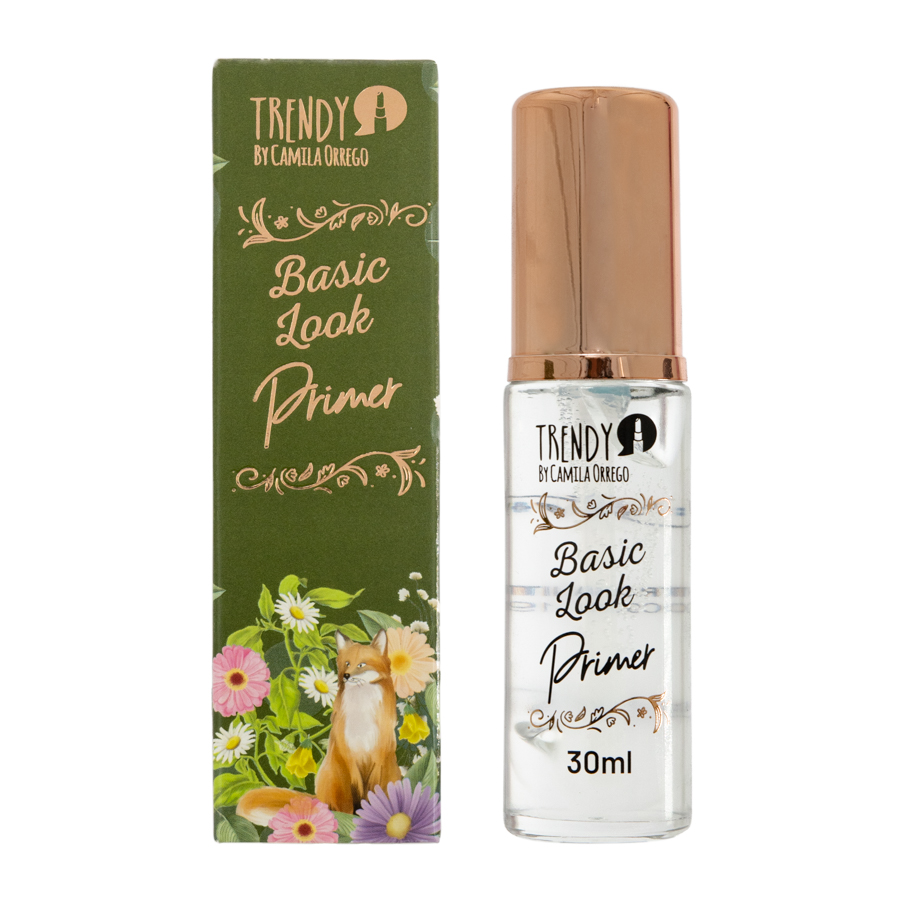 TRENDY
BY CAMILA ORREGO
Basic
Look
Primer
TRENDY
BY CAMILA ORREGO
Basic
Look
Primer
30ml